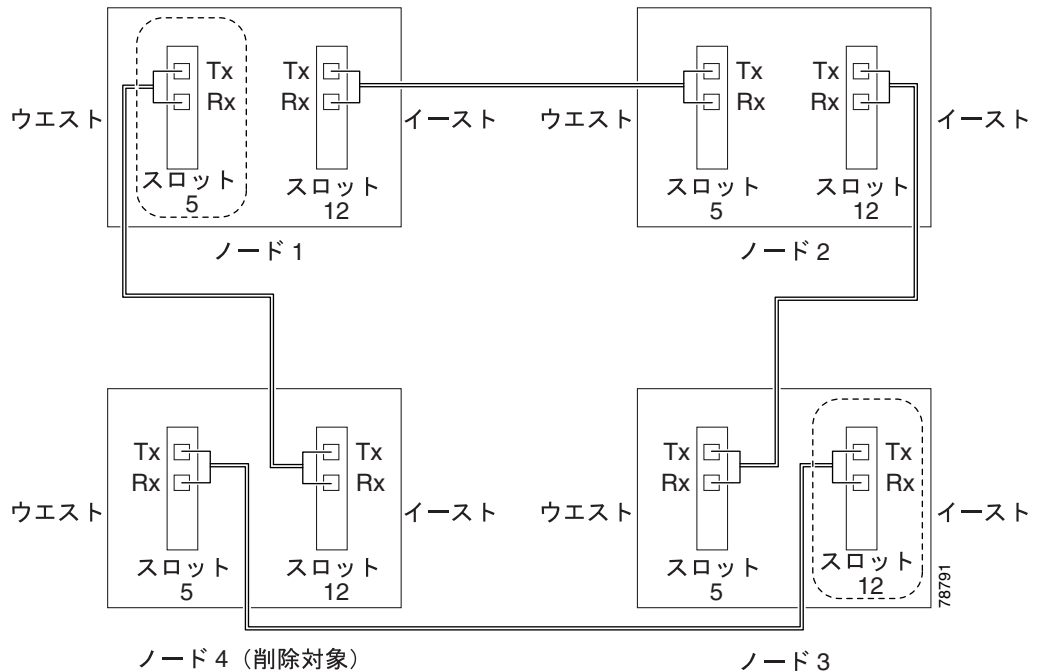 Tx
Rx
スロット
5
Tx
Rx
スロット
12
ウエスト
イースト
ノード 1
Tx
Rx
スロット
5
Tx
Rx
スロット
12
ウエスト
イースト
ノード 2
Tx
Rx
スロット
5
Tx
Rx
スロット
12
ウエスト
イースト
ノード 4（削除対象）
Tx
Rx
スロット
5
Tx
Rx
スロット
12
ウエスト
イースト
ノード 3
78791